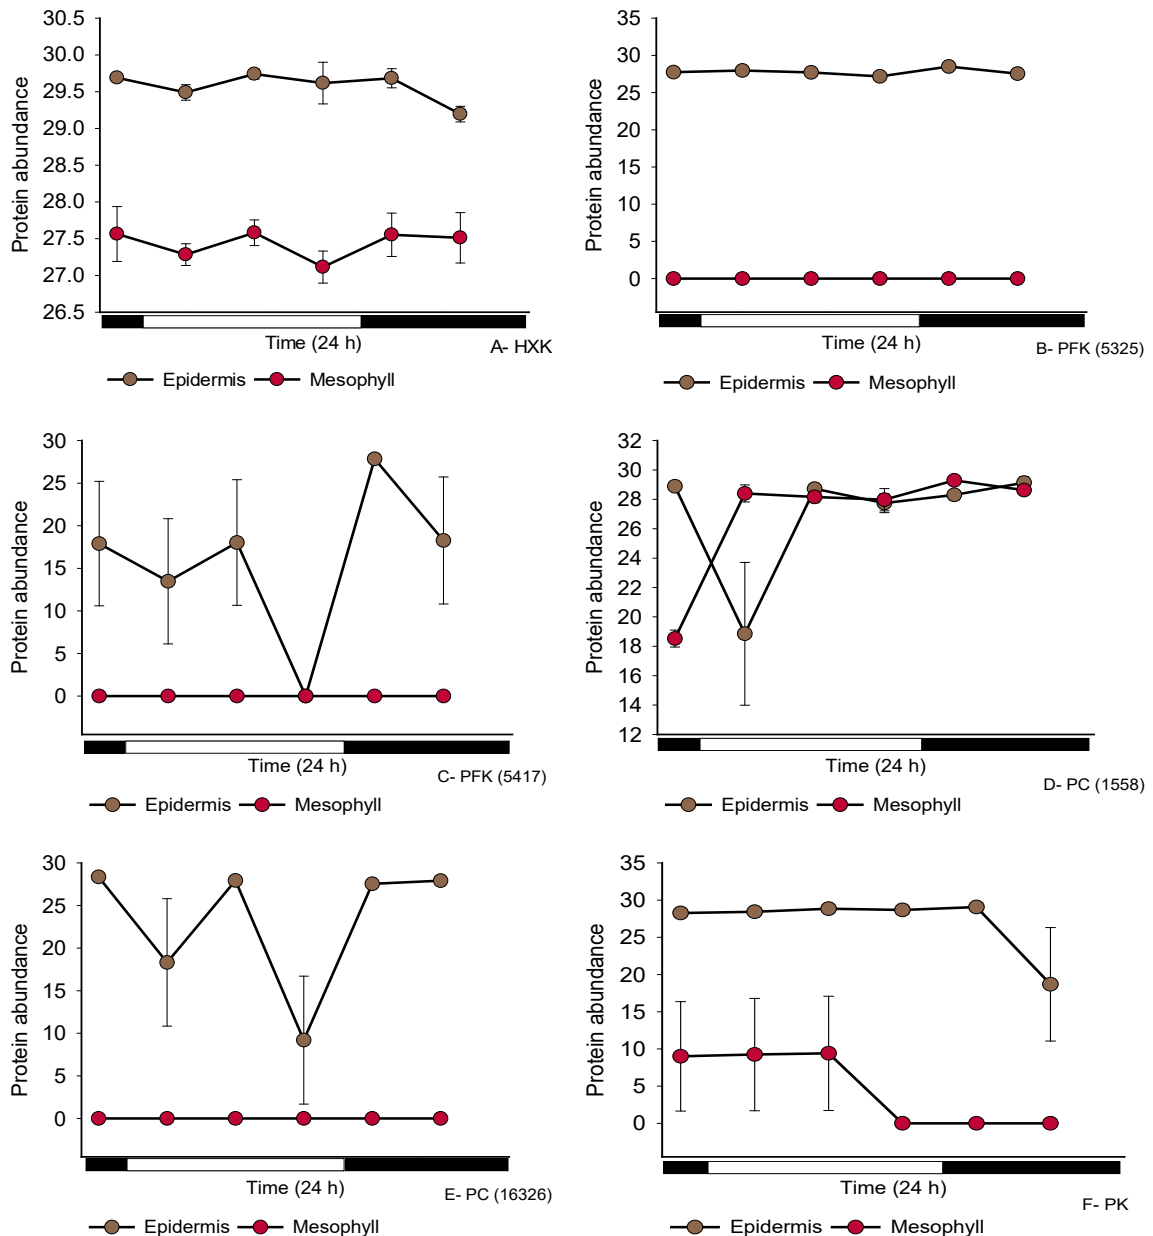 30.5
30.0
29.5
29.0
28.5
28.0
27.5
27.0
26.5
Protein abundance
Time (24 h)
A- HXK
Epidermis Mesophyll
35
30
25
20
15
10
5
0
Protein abundance
Time (24 h)
B- PFK (5325)
Epidermis Mesophyll
30
25
20
15
10
5
0
Protein abundance
Time (24 h)
C- PFK (5417)
Epidermis Mesophyll
32
30
28
26
24
22
20
18
16
14
12
Protein abundance
Time (24 h)
D- PC (1558)
Epidermis Mesophyll
30
25
20
15
10
5
0
Protein abundance
Time (24 h)
E- PC (16326)
Epidermis Mesophyll
35
30
25
20
15
10
5
0
Protein abundance
Time (24 h)
F- PK
Epidermis Mesophyll